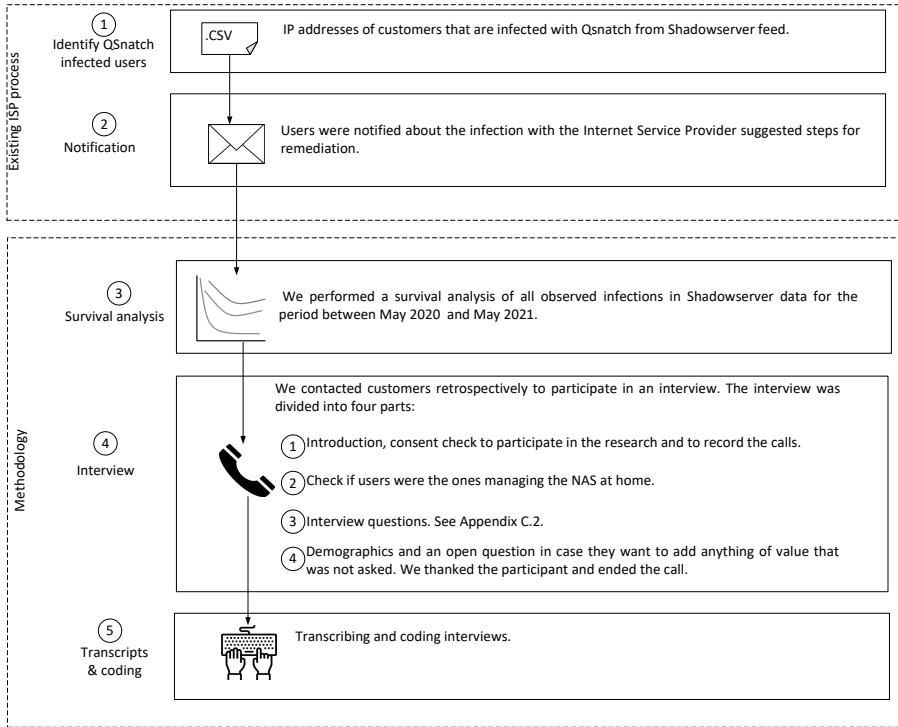 Existing ISP process
1
Identify QSnatch
infected users
.CSV
IP addresses of customers that are infected with Qsnatch from Shadowserver feed.
2
Notification
Users were notified about the infection with the Internet Service Provider suggested steps for
remediation.
Methodology
3
Survival analysis
We performed a survival analysis of all observed infections in Shadowserver data for the
period between May 2020 and May 2021.
4
Interview
We contacted customers retrospectively to participate in an interview. The interview was
divided into four parts:
1 Introduction, consent check to participate in the research and to record the calls.
2 Check if users were the ones managing the NAS at home.
3 Interview questions. See Appendix C.2.
4 Demographics and an open question in case they want to add anything of value that
was not asked. We thanked the participant and ended the call.
5
Transcripts
& coding
Transcribing and coding interviews.